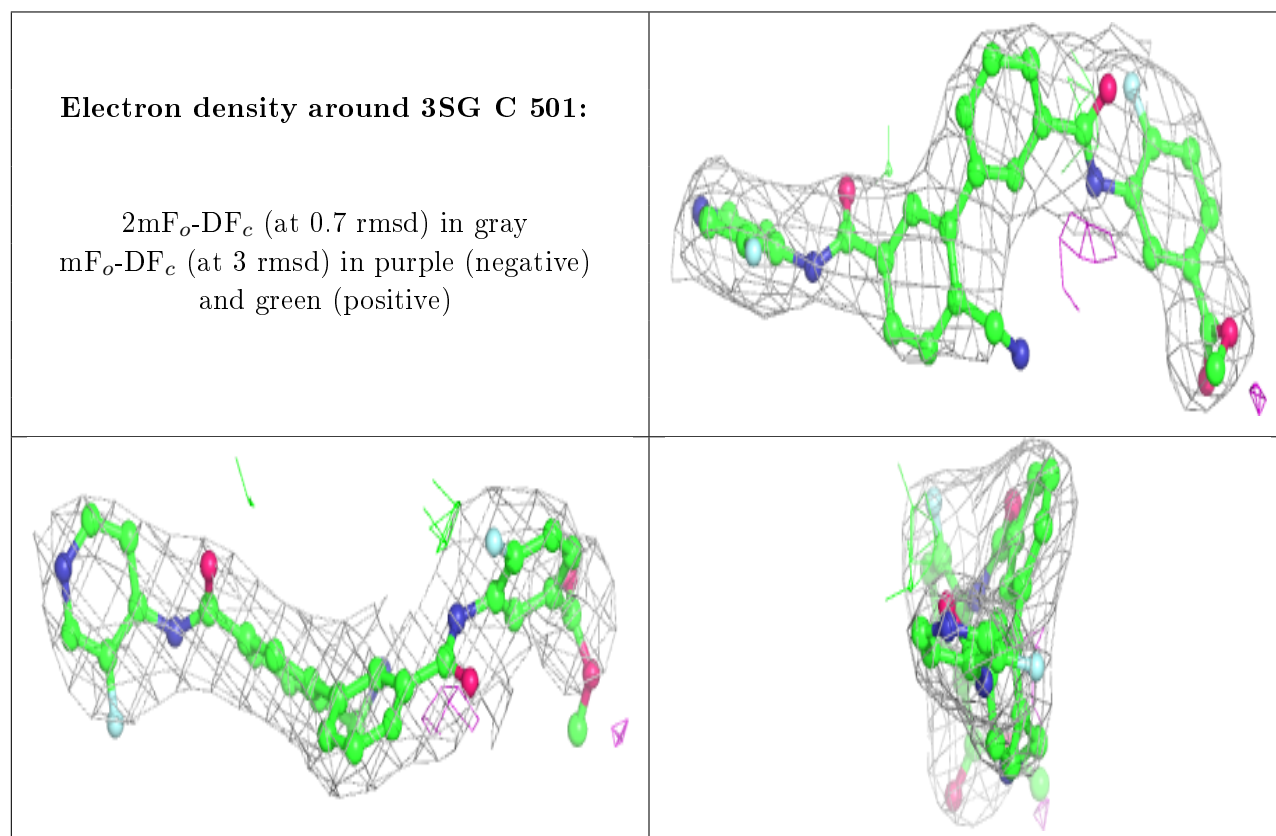 Electron density around 3SG C 501:
2mFo-DFc (at 0.7 rmsd) in gray
mFo-DFc (at 3 rmsd) in purple (negative)
and green (positive)